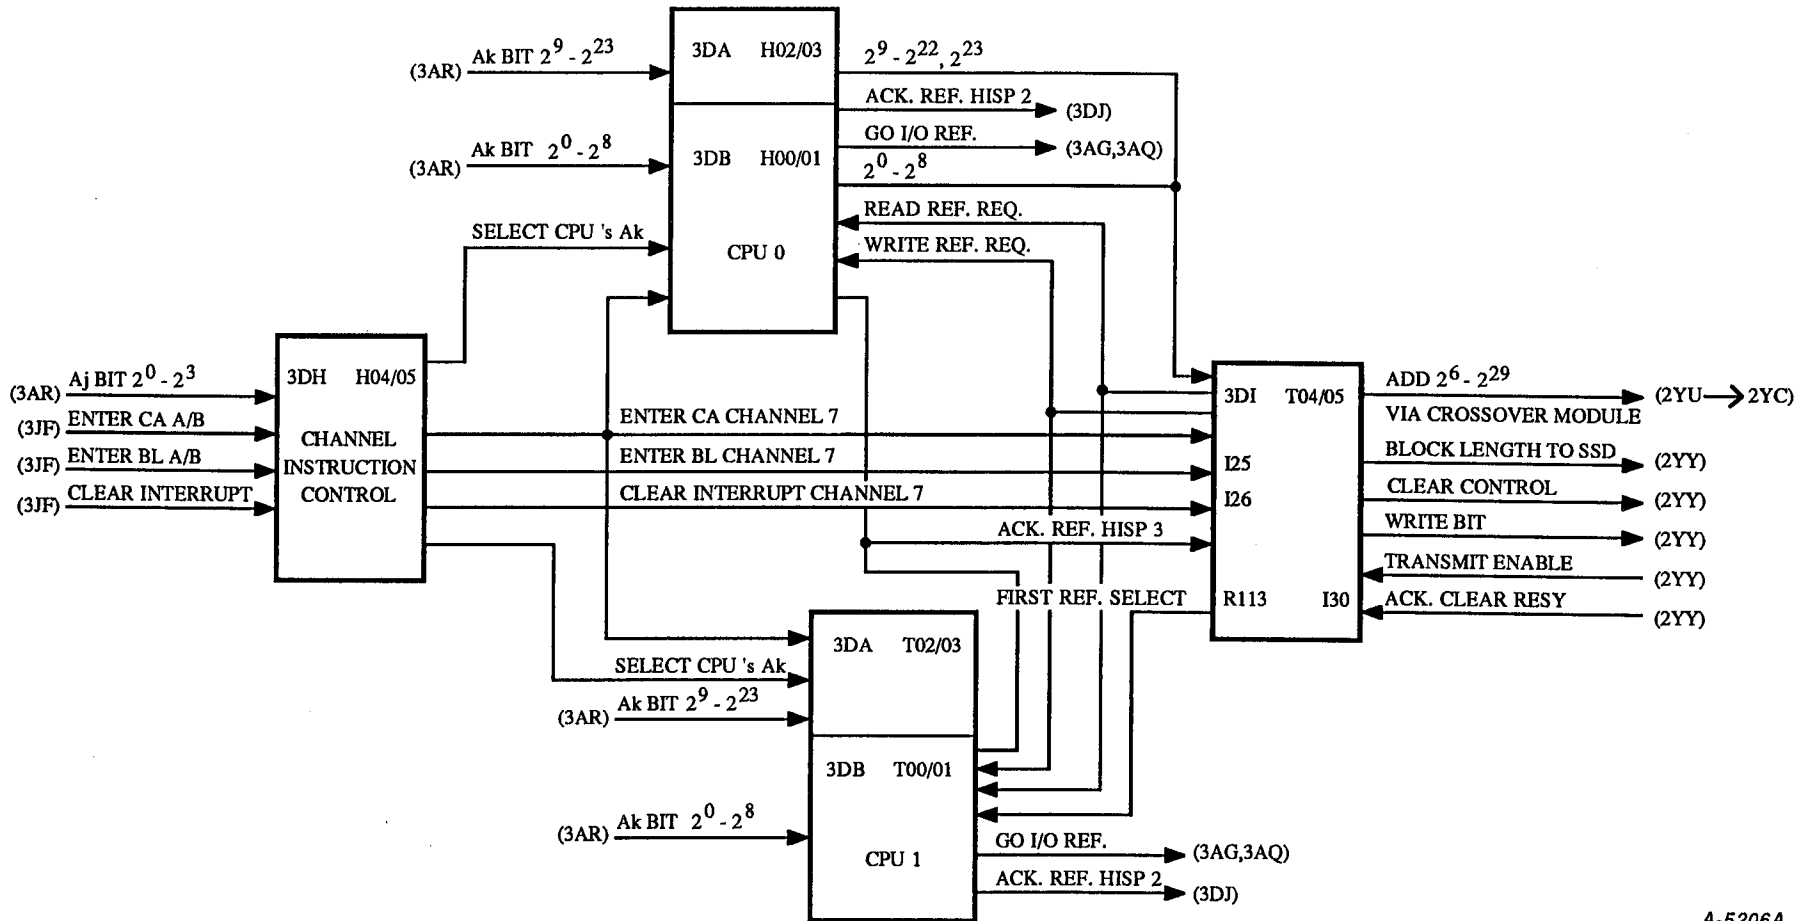 3DA H02/03
(3AR) Ak BIT 2^9 - 2^23
2^9 - 2^22, 2^23
ACK. REF. HISP 2 (3DJ)
GO I/O REF. (3AG,3AQ)
(3AR) Ak BIT 2^0 - 2^8
3DB H00/01
2^0 - 2^8
READ REF. REQ.
SELECT CPU 's Ak
WRITE REF. REQ.
CPU 0
(3AR) Aj BIT 2^0 - 2^3
(3JF) ENTER CA A/B
(3JF) ENTER BL A/B
(3JF) CLEAR INTERRUPT
3DH H04/05
CHANNEL
INSTRUCTION
CONTROL
ENTER CA CHANNEL 7
ENTER BL CHANNEL 7
CLEAR INTERRUPT CHANNEL 7
ACK. REF. HISP 3
FIRST REF. SELECT
3DI T04/05
I25
I26
R113 I30
ADD 2^6 - 2^29 (2YU → 2YC)
VIA CROSSOVER MODULE
BLOCK LENGTH TO SSD (2YY)
CLEAR CONTROL (2YY)
WRITE BIT (2YY)
TRANSMIT ENABLE (2YY)
ACK. CLEAR RESY (2YY)
3DA T02/03
SELECT CPU 's Ak
(3AR) Ak BIT 2^9 - 2^23
3DB T00/01
(3AR) Ak BIT 2^0 - 2^8
CPU 1
GO I/O REF. (3AG,3AQ)
ACK. REF. HISP 2 (3DJ)
A-5206A